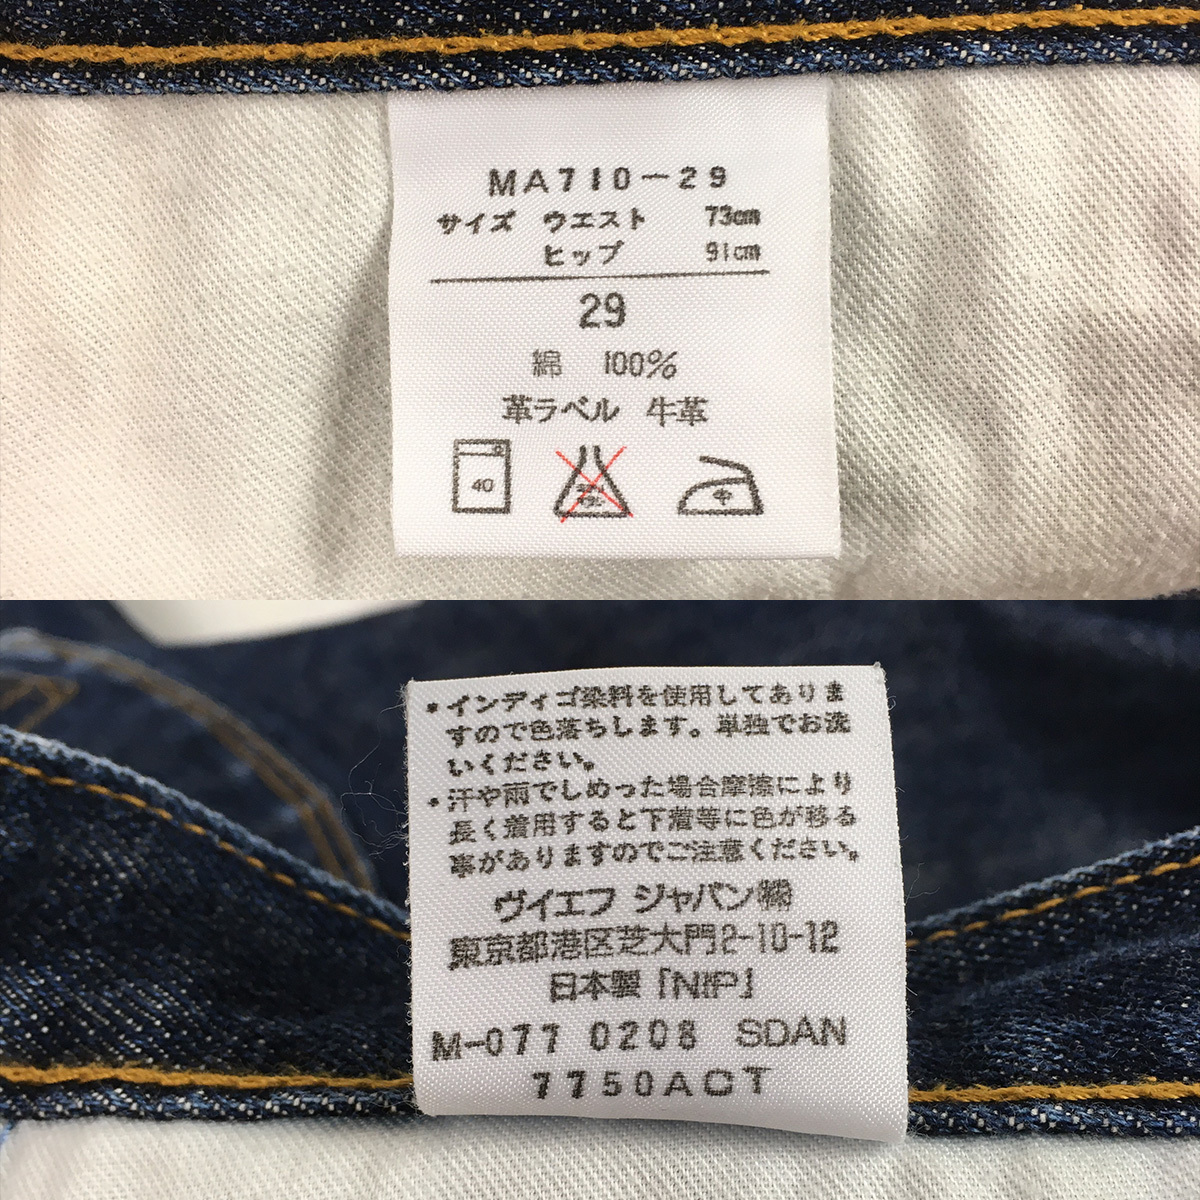 MA710-29
サイズ ウエスト 73cm
ヒップ 91cm
29
綿 100%
革ラベル 牛革
40
中
・インディゴ染料を使用してありま
すので色落ちします。単独でお洗
いください。
・汗や雨でしめった場合摩擦により
長く着用すると下着等に色が移る
事がありますのでご注意ください。
ヴイエフ ジャパン㈱
東京都港区芝大門2-10-12
日本製「NIP」
M-077 0208 SDAN
7750ACT